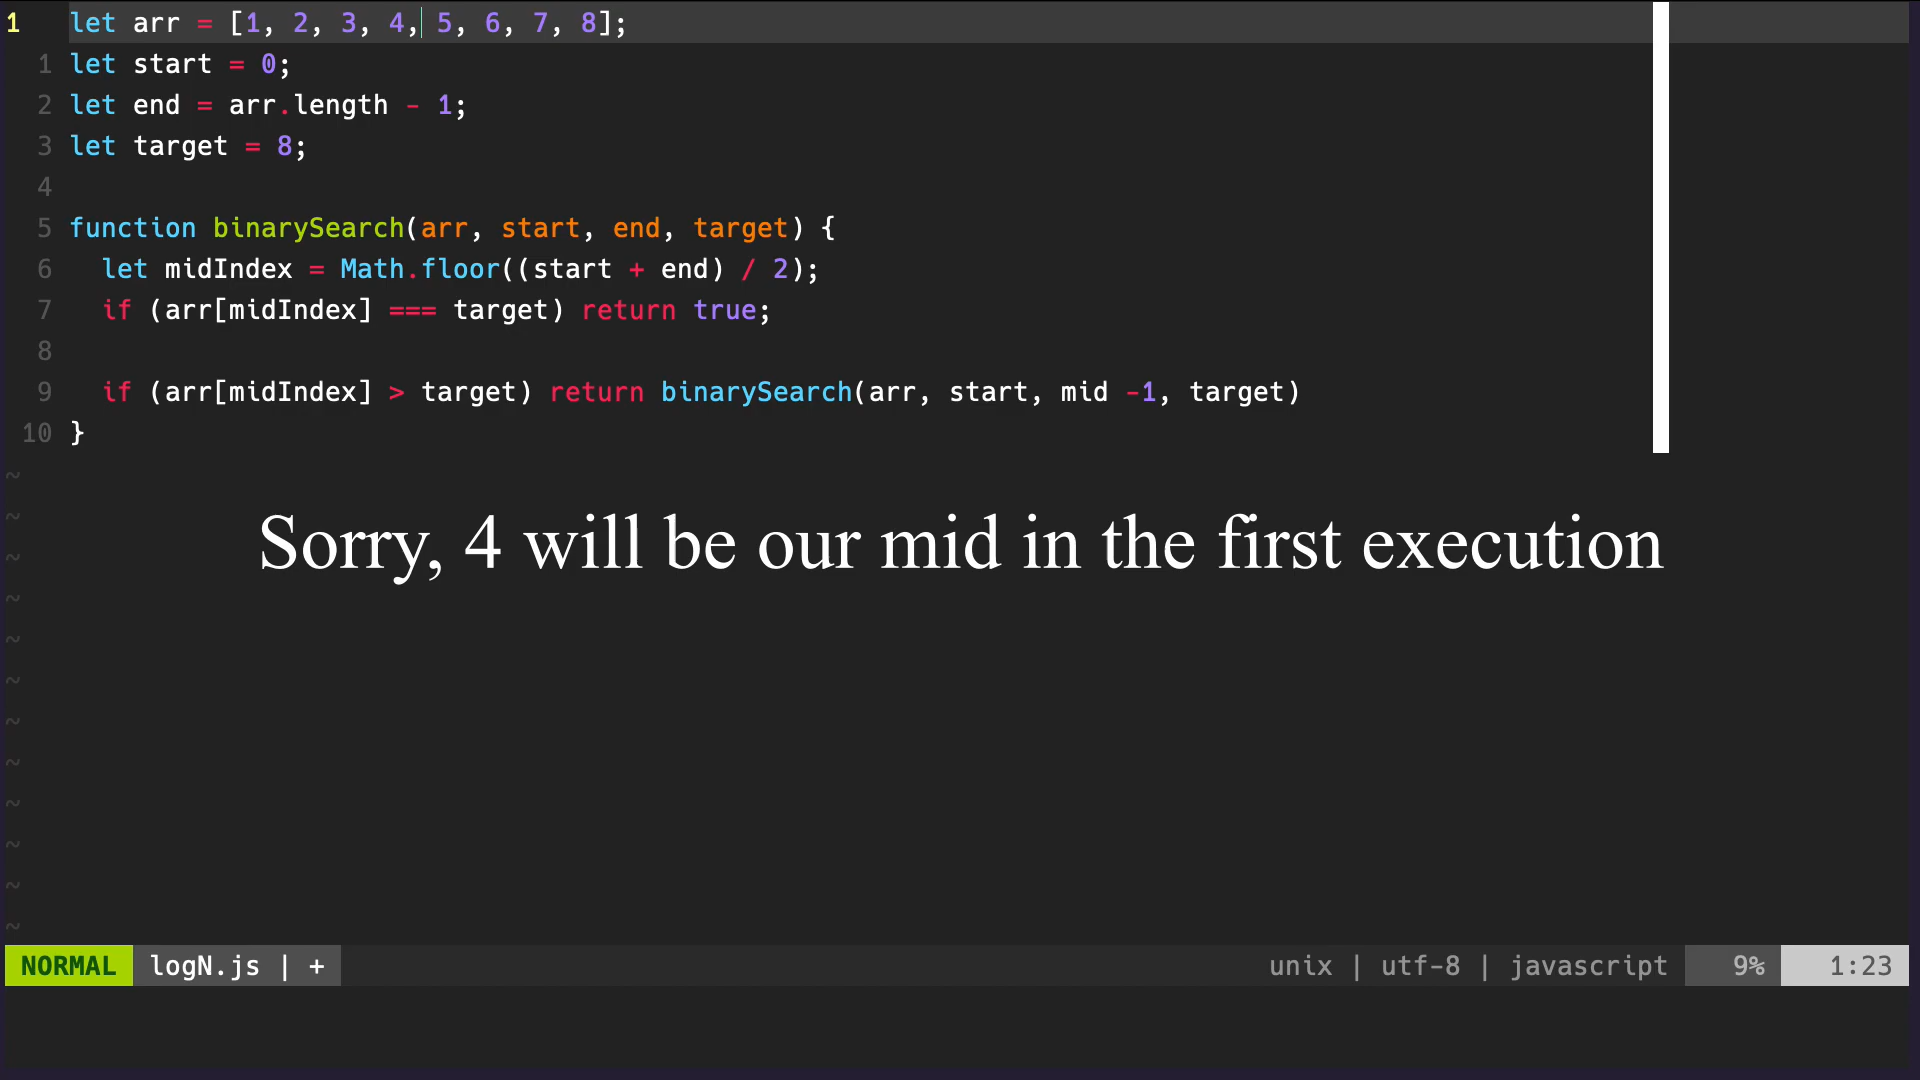 1 let arr = [1, 2, 3, 4, 5, 6, 7, 8];
1 let start = 0;
2 let end = arr.length - 1;
3 let target = 8;
4
5 function binarySearch(arr, start, end, target) {
6 let midIndex = Math.floor((start + end) / 2);
7 if (arr[midIndex] === target) return true;
8
9 if (arr[midIndex] > target) return binarySearch(arr, start, mid -1, target)
10 }
~
~
Sorry, 4 will be our mid in the first execution
~
~
~
~
~
~
~
~
~
~
NORMAL logN.js | + unix | utf-8 | javascript 9% 1:23